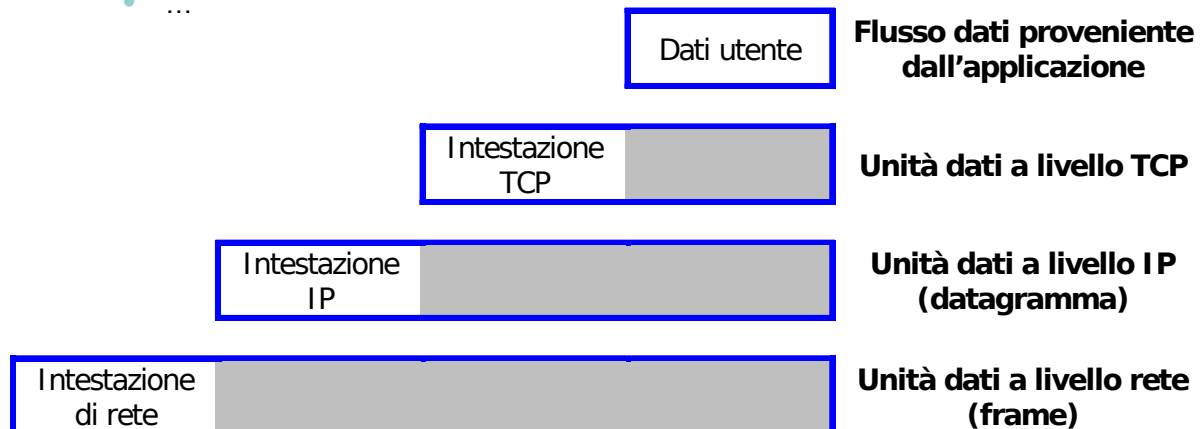 ...
Dati utente
Flusso dati proveniente
dall'applicazione
Intestazione
TCP
Unità dati a livello TCP
Intestazione
IP
Unità dati a livello IP
(datagramma)
Intestazione
di rete
Unità dati a livello rete
(frame)